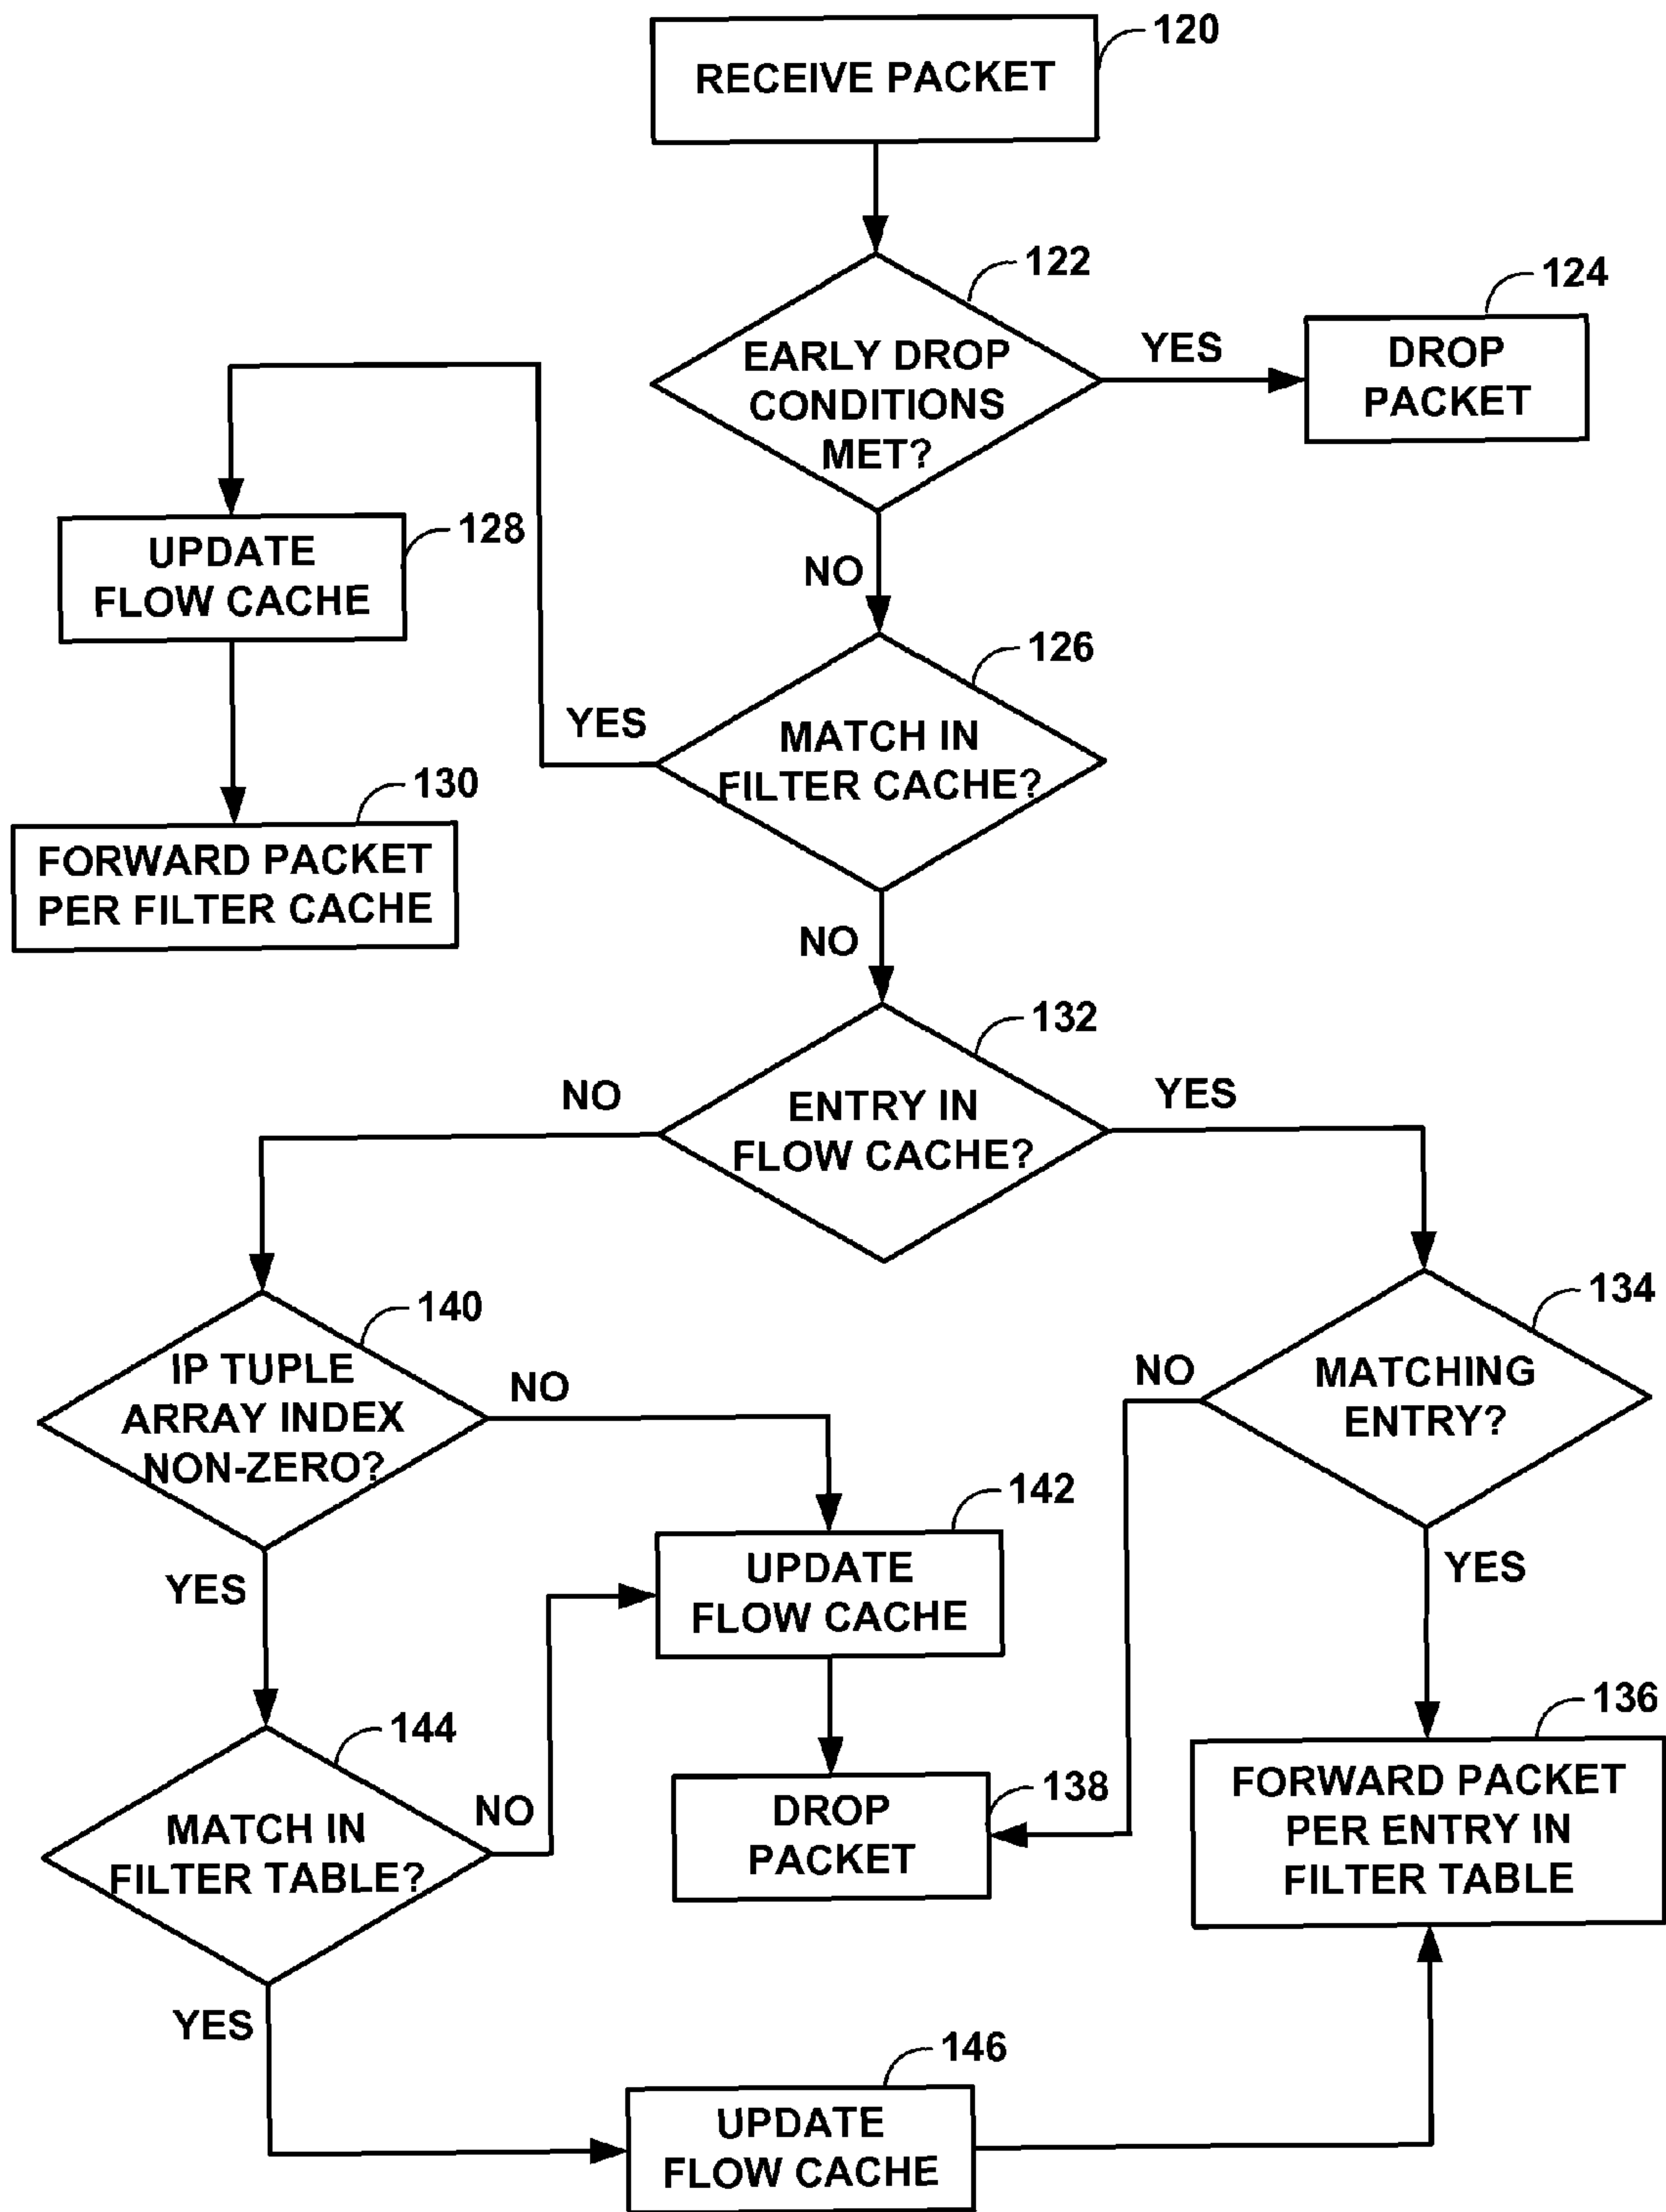 RECEIVE PACKET
120
EARLY DROP
CONDITIONS
MET?
122
YES
DROP
PACKET
124
NO
UPDATE
FLOW CACHE
128
MATCH IN
FILTER CACHE?
126
YES
FORWARD PACKET
PER FILTER CACHE
130
NO
ENTRY IN
FLOW CACHE?
132
NO
YES
IP TUPLE
ARRAY INDEX
NON-ZERO?
140
NO
MATCHING
ENTRY?
134
NO
YES
UPDATE
FLOW CACHE
142
YES
MATCH IN
FILTER TABLE?
144
NO
DROP
PACKET
138
FORWARD PACKET
PER ENTRY IN
FILTER TABLE
136
YES
UPDATE
FLOW CACHE
146